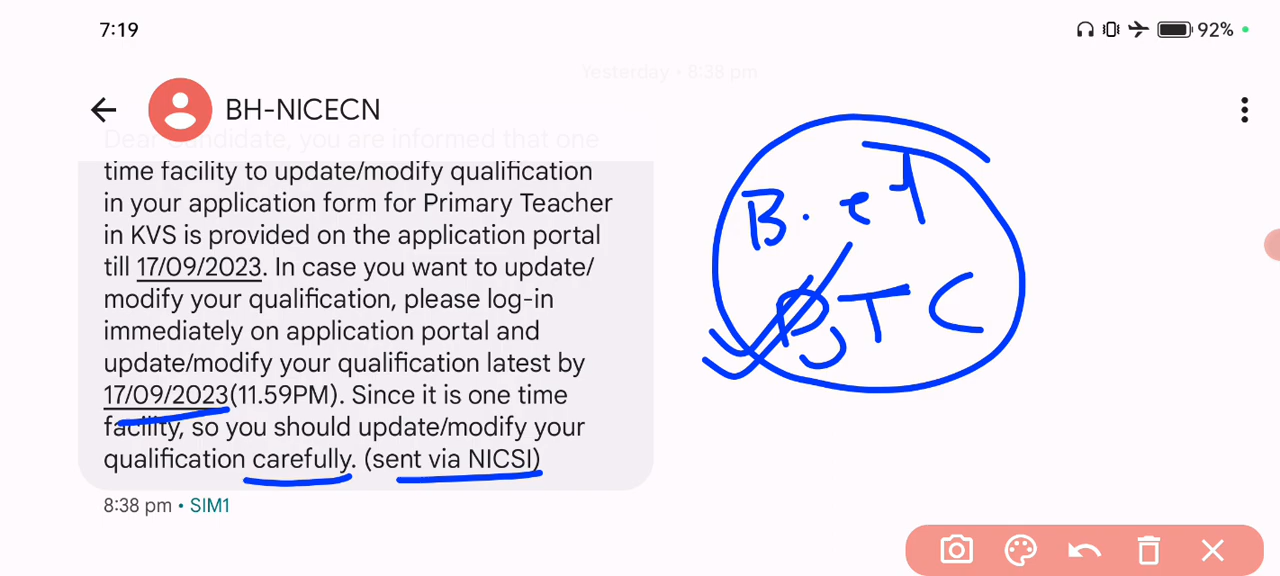 7:19
92%
Yesterday • 8:38 pm
BH-NICECN
Dear Candidate, you are informed that one
time facility to update/modify qualification
in your application form for Primary Teacher
in KVS is provided on the application portal
till 17/09/2023. In case you want to update/
modify your qualification, please log-in
immediately on application portal and
update/modify your qualification latest by
17/09/2023(11.59PM). Since it is one time
facility, so you should update/modify your
qualification carefully. (sent via NICSI)
8:38 pm • SIM1
B.ed
BTC